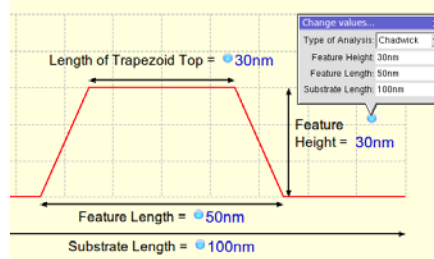 Change values...
Type of Analysis: Chadwick
Feature Height: 30nm
Feature Length: 50nm
Substrate Length: 100nm
Length of Trapezoid Top = 30nm
Feature
Height = 30nm
Feature Length = 50nm
Substrate Length = 100nm